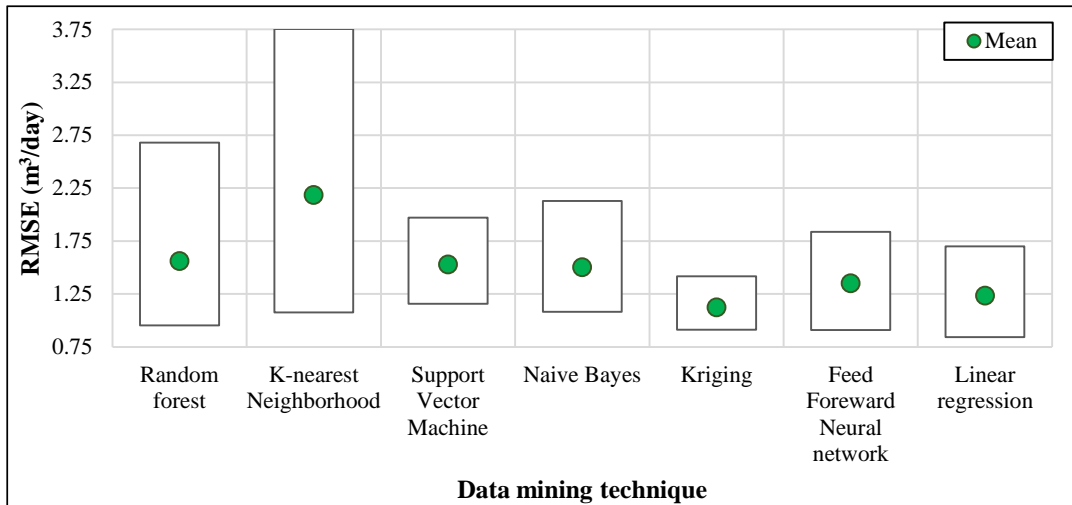 3.75
Mean
3.25
2.75
2.25
1.75
1.25
0.75
RMSE (m³/day)
Random
forest
K-nearest
Neighborhood
Support
Vector
Machine
Naive Bayes
Kriging
Feed
Foreward
Neural
network
Linear
regression
Data mining technique